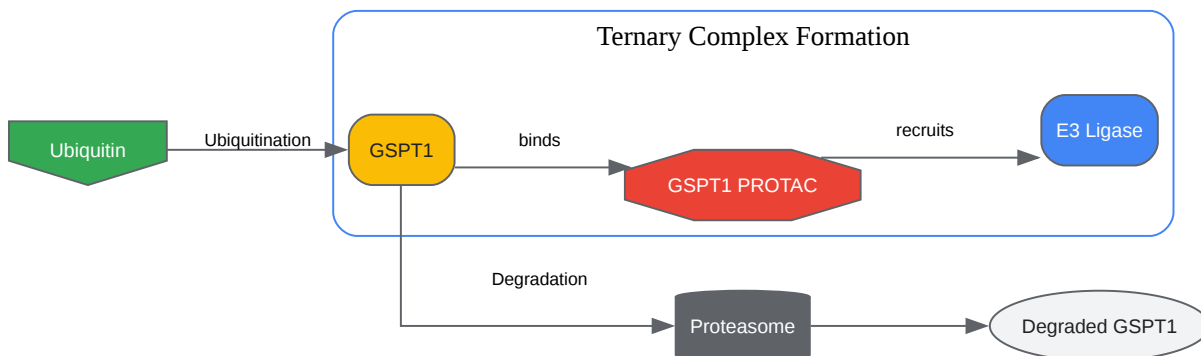 Ternary Complex Formation
Ubiquitin
Ubiquitination
GSPT1
binds
GSPT1 PROTAC
recruits
E3 Ligase
Degradation
Proteasome
Degraded GSPT1